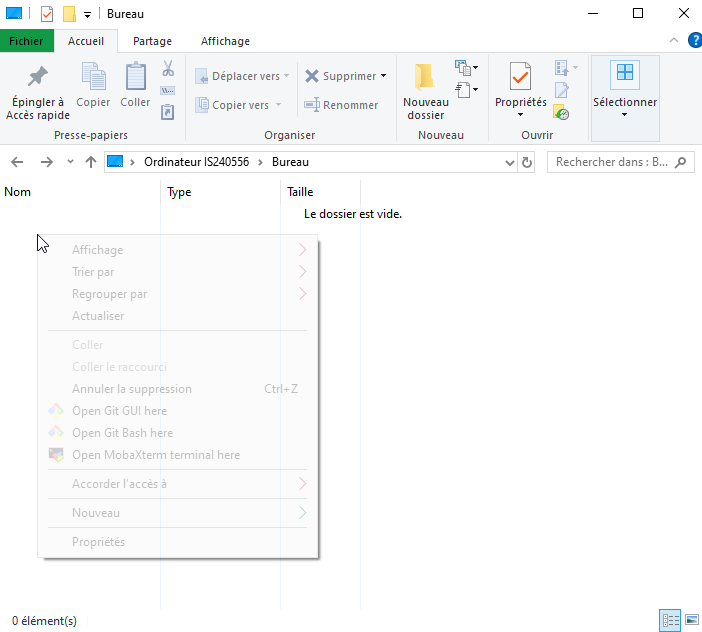 Bureau
Fichier Accueil Partage Affichage
Épingler à Accès rapide
Copier
Coller
Presse-papiers
Déplacer vers
Copier vers
Supprimer
Renommer
Organiser
Nouveau dossier
Nouveau
Propriétés
Ouvrir
Sélectionner
Ordinateur IS240556 > Bureau
Rechercher dans : B...
Nom Type Taille
Le dossier est vide.
Affichage
Trier par
Regrouper par
Actualiser
Coller
Coller le raccourci
Annuler la suppression Ctrl+Z
Open Git GUI here
Open Git Bash here
Open MobaXterm terminal here
Accorder l'accès à
Nouveau
Propriétés
0 élément(s)